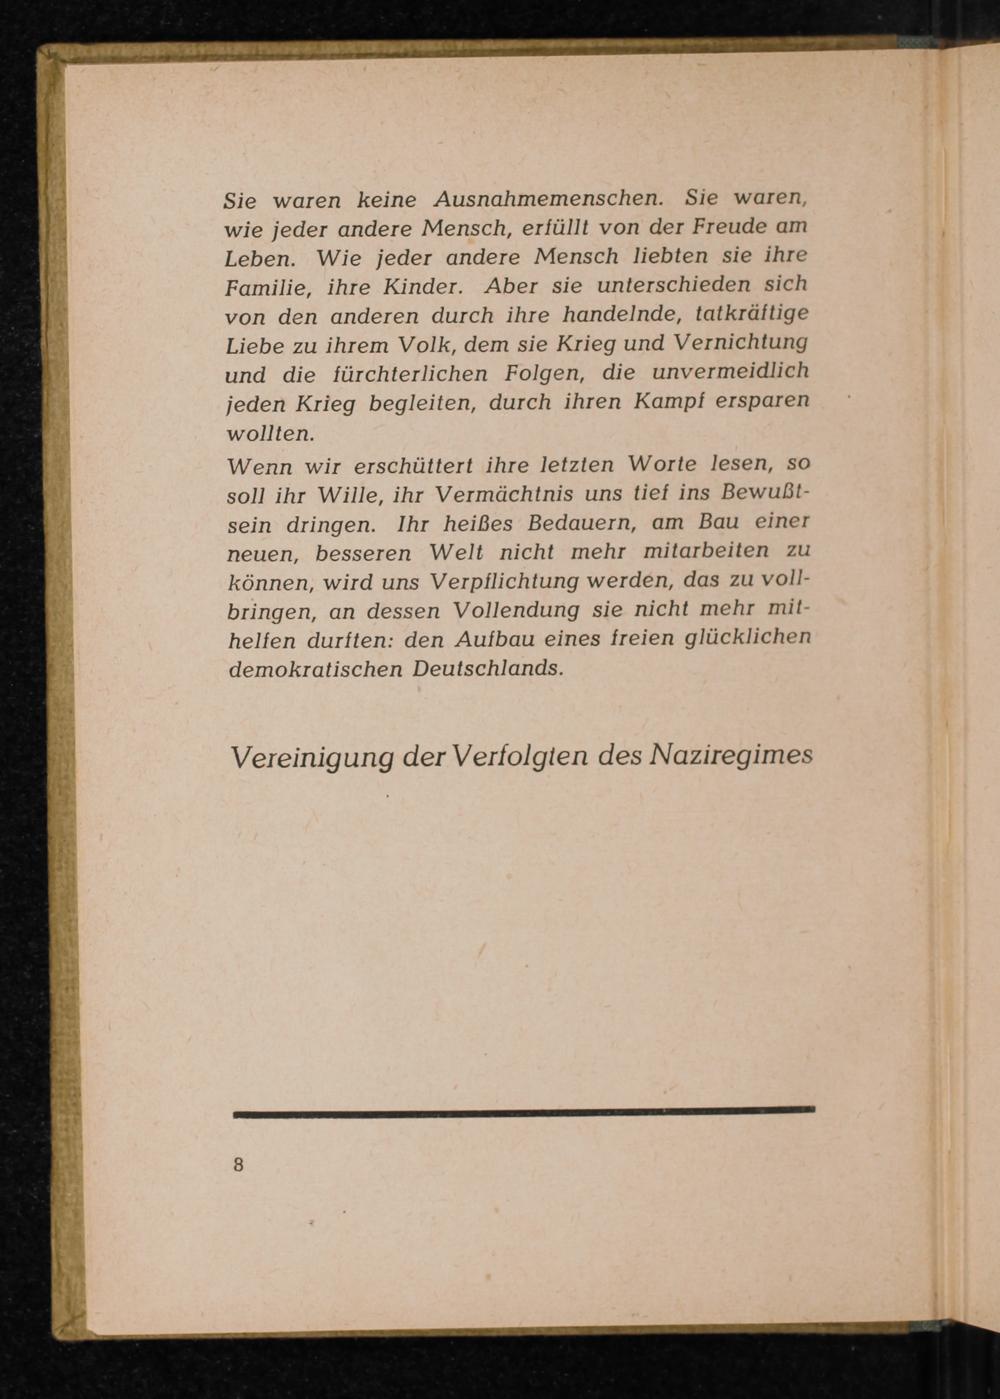 Sie waren keine Ausnahmemenschen. Sie waren,
wie jeder andere Mensch, erfüllt von der Freude am
Leben. Wie jeder andere Mensch liebten sie ihre
Familie, ihre Kinder. Aber sie unterschieden sich
von den anderen durch ihre handelnde, tatkräftige
Liebe zu ihrem Volk, dem sie Krieg und Vernichtung
und die fürchterlichen Folgen, die unvermeidlich
jeden Krieg begleiten, durch ihren Kampf ersparen
wollten.
Wenn wir erschüttert ihre letzten Worte lesen, so
soll ihr Wille, ihr Vermächtnis uns tief ins Bewußt-
sein dringen. Ihr heißes Bedauern, am Bau einer
neuen, besseren Welt nicht mehr mitarbeiten zu
können, wird uns Verpflichtung werden, das zu voll-
bringen, an dessen Vollendung sie nicht mehr mit-
helfen durften: den Aufbau eines freien glücklichen
demokratischen Deutschlands.
Vereinigung der Verfolgten des Naziregimes
8